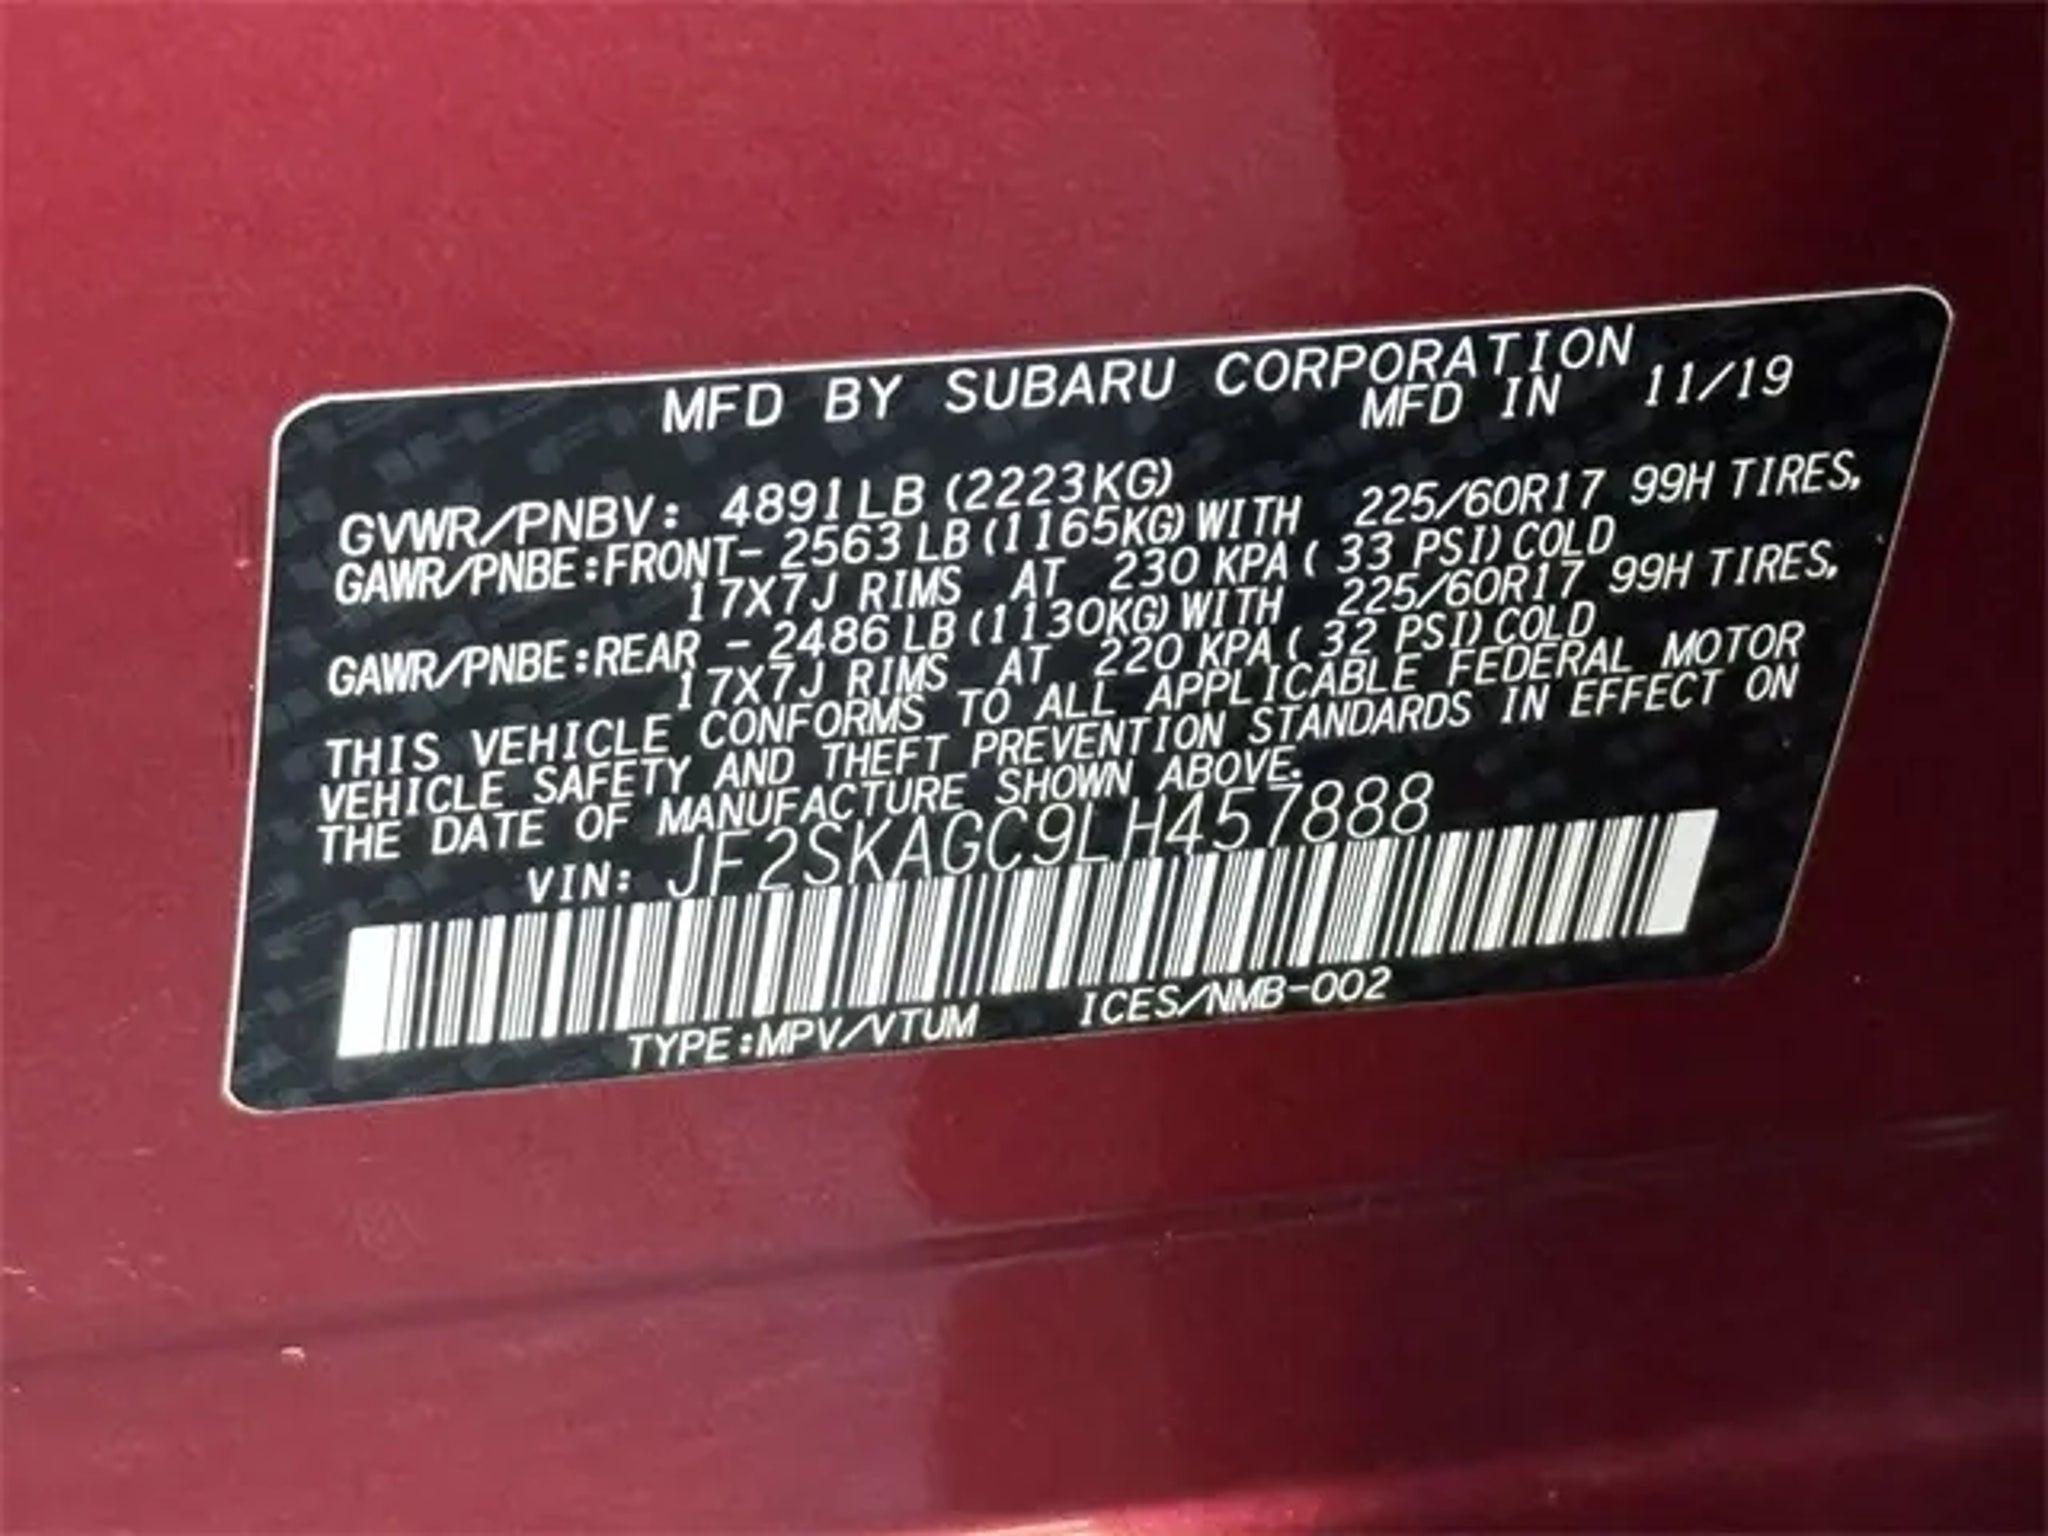 MFD BY SUBARU CORPORATION
MFD IN 11/19
GVWR/PNBV: 4891LB (2223KG)
GAWR/PNBE:FRONT- 2563 LB (1165KG) WITH 225/60R17 99H TIRES,
17X7J RIMS AT 230 KPA ( 33 PSI) COLD
GAWR/PNBE:REAR - 2486 LB (1130KG) WITH 225/60R17 99H TIRES,
17X7J RIMS AT 220 KPA ( 32 PSI) COLD
THIS VEHICLE CONFORMS TO ALL APPLICABLE FEDERAL MOTOR
VEHICLE SAFETY AND THEFT PREVENTION STANDARDS IN EFFECT ON
THE DATE OF MANUFACTURE SHOWN ABOVE.
VIN: JF2SKAGC9LH457888
TYPE:MPV/VTUM ICES/NMB-002